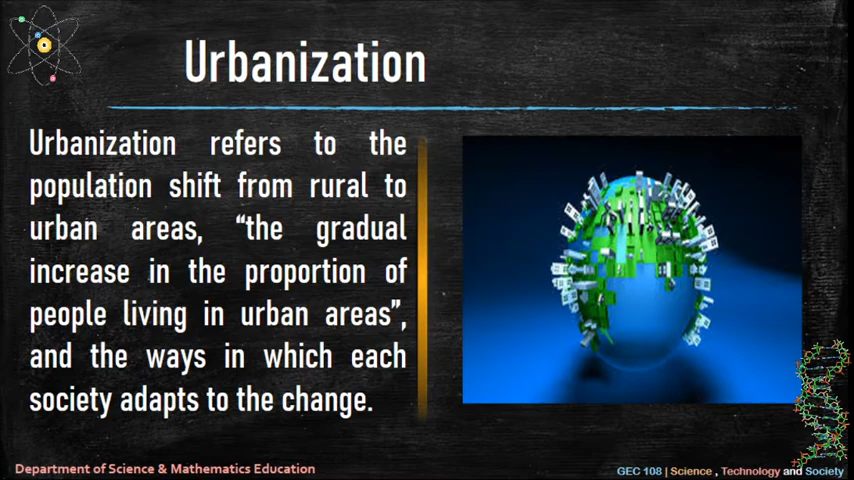 Urbanization
Urbanization refers to the
population shift from rural to
urban areas, “the gradual
increase in the proportion of
people living in urban areas”,
and the ways in which each
society adapts to the change.
Department of Science & Mathematics Education
GEC 108 | Science , Technology and Society